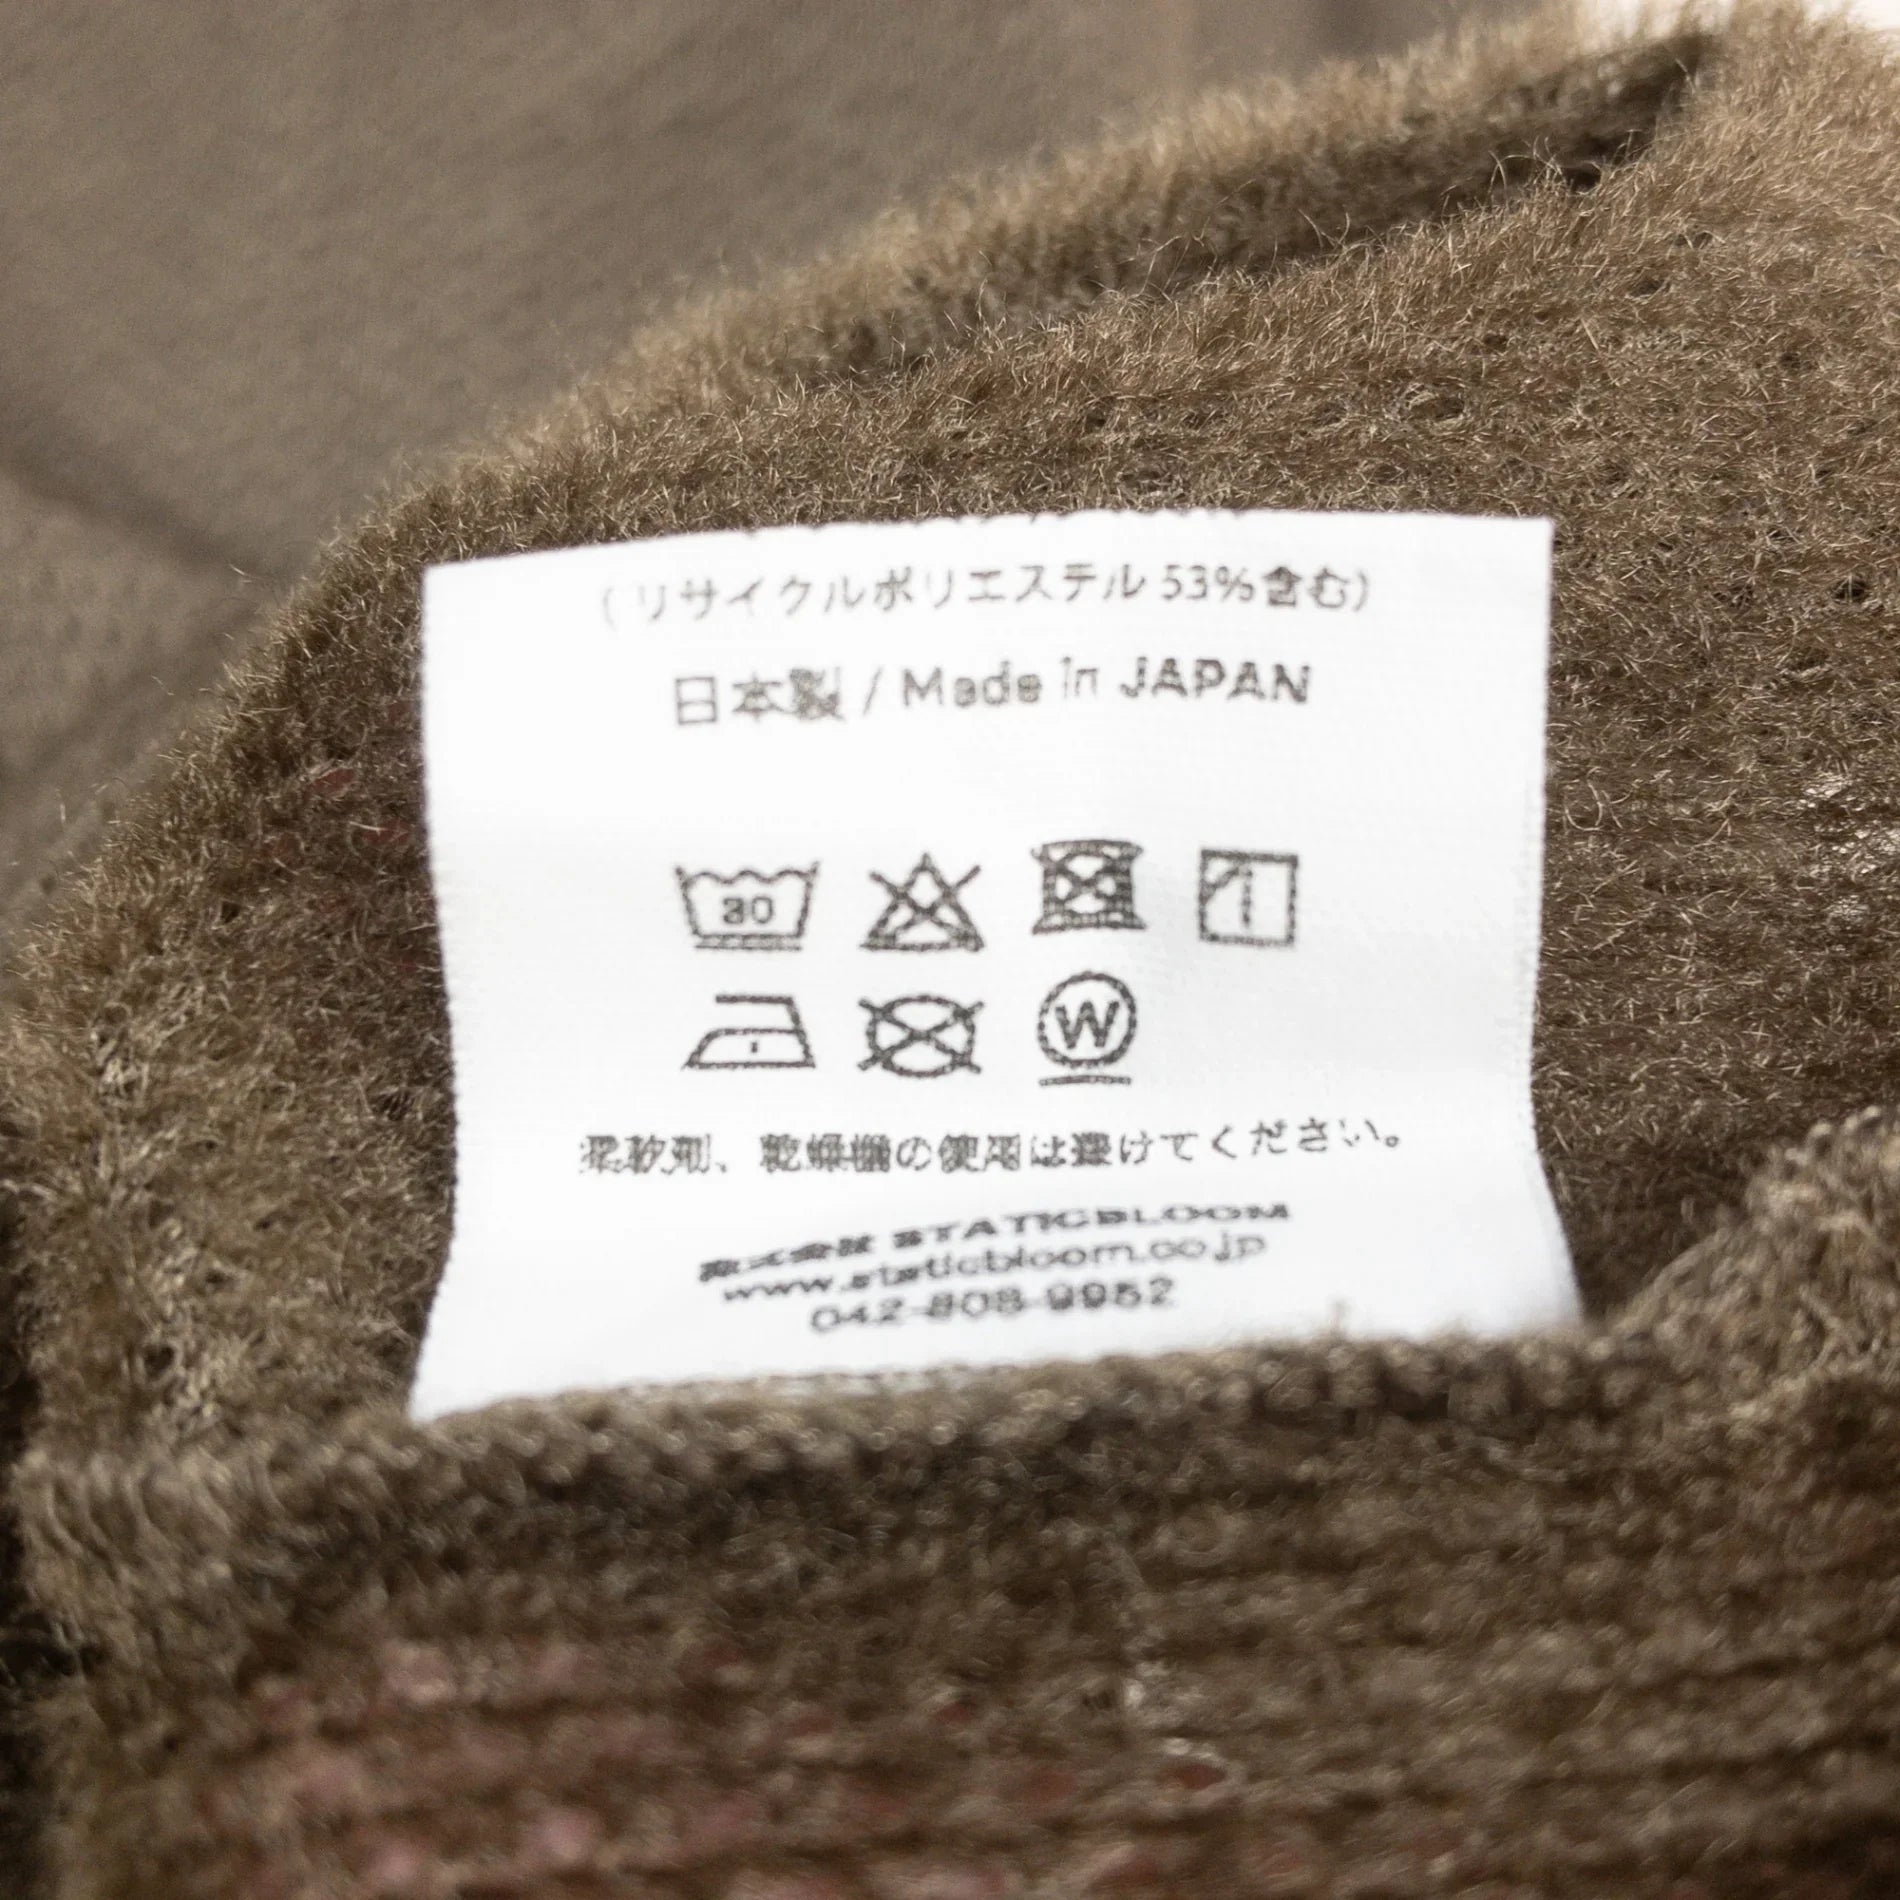 (リサイクルポリエステル 53%含む)
日本製 / Made in JAPAN
30
W
柔軟剤、乾燥機の使用は避けてください。
株式会社 STATICBLOOM
www.staticbloom.co.jp
042-808-9952